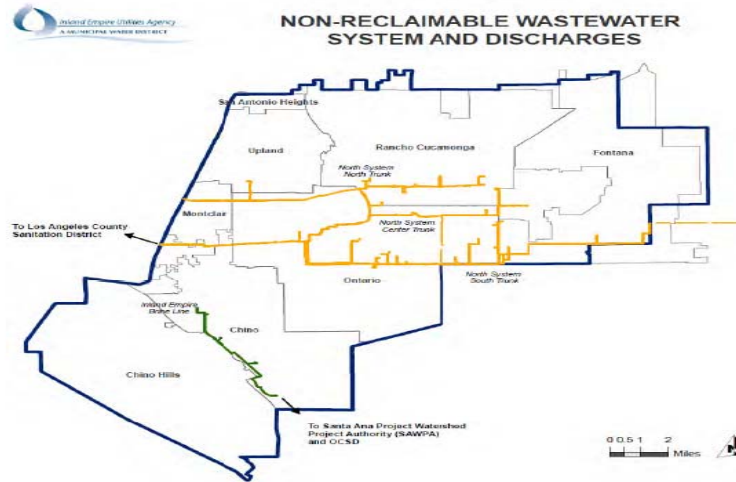 Inland Empire Utilities Agency
A MUNICIPAL WATER DISTRICT
NON-RECLAIMABLE WASTEWATER
SYSTEM AND DISCHARGES
San Antonio Heights
Upland
Rancho Cucamonga
Fontana
North System
North Trunk
Montclair
North System
Center Trunk
To Los Angeles County
Sanitation District
Ontario
North System
South Trunk
Inland Empire
Brine Line
Chino
Chino Hills
To Santa Ana Project Watershed
Project Authority (SAWPA)
and OCSD
0 0.5 1 2
Miles
N